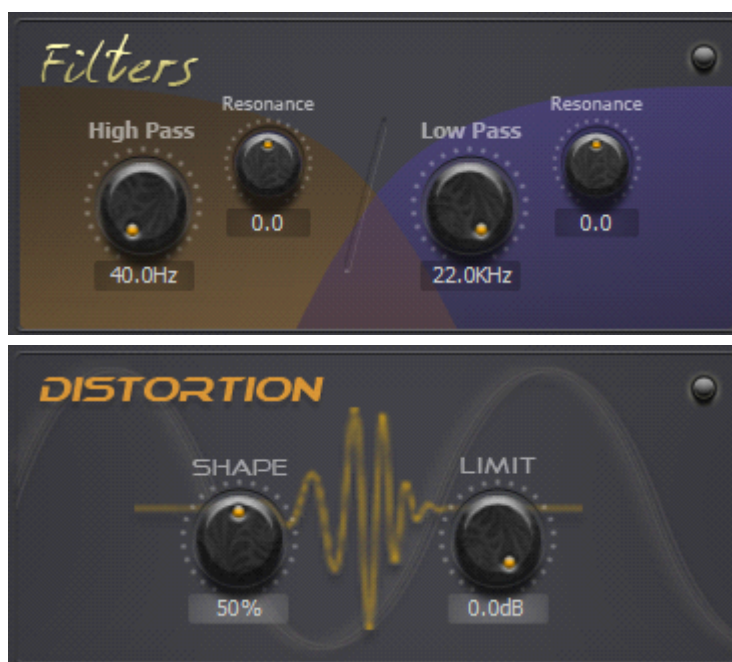 Filters
Resonance Resonance
High Pass Low Pass
0.0 0.0
40.0Hz 22.0KHz
DISTORTION
SHAPE LIMIT
50% 0.0dB